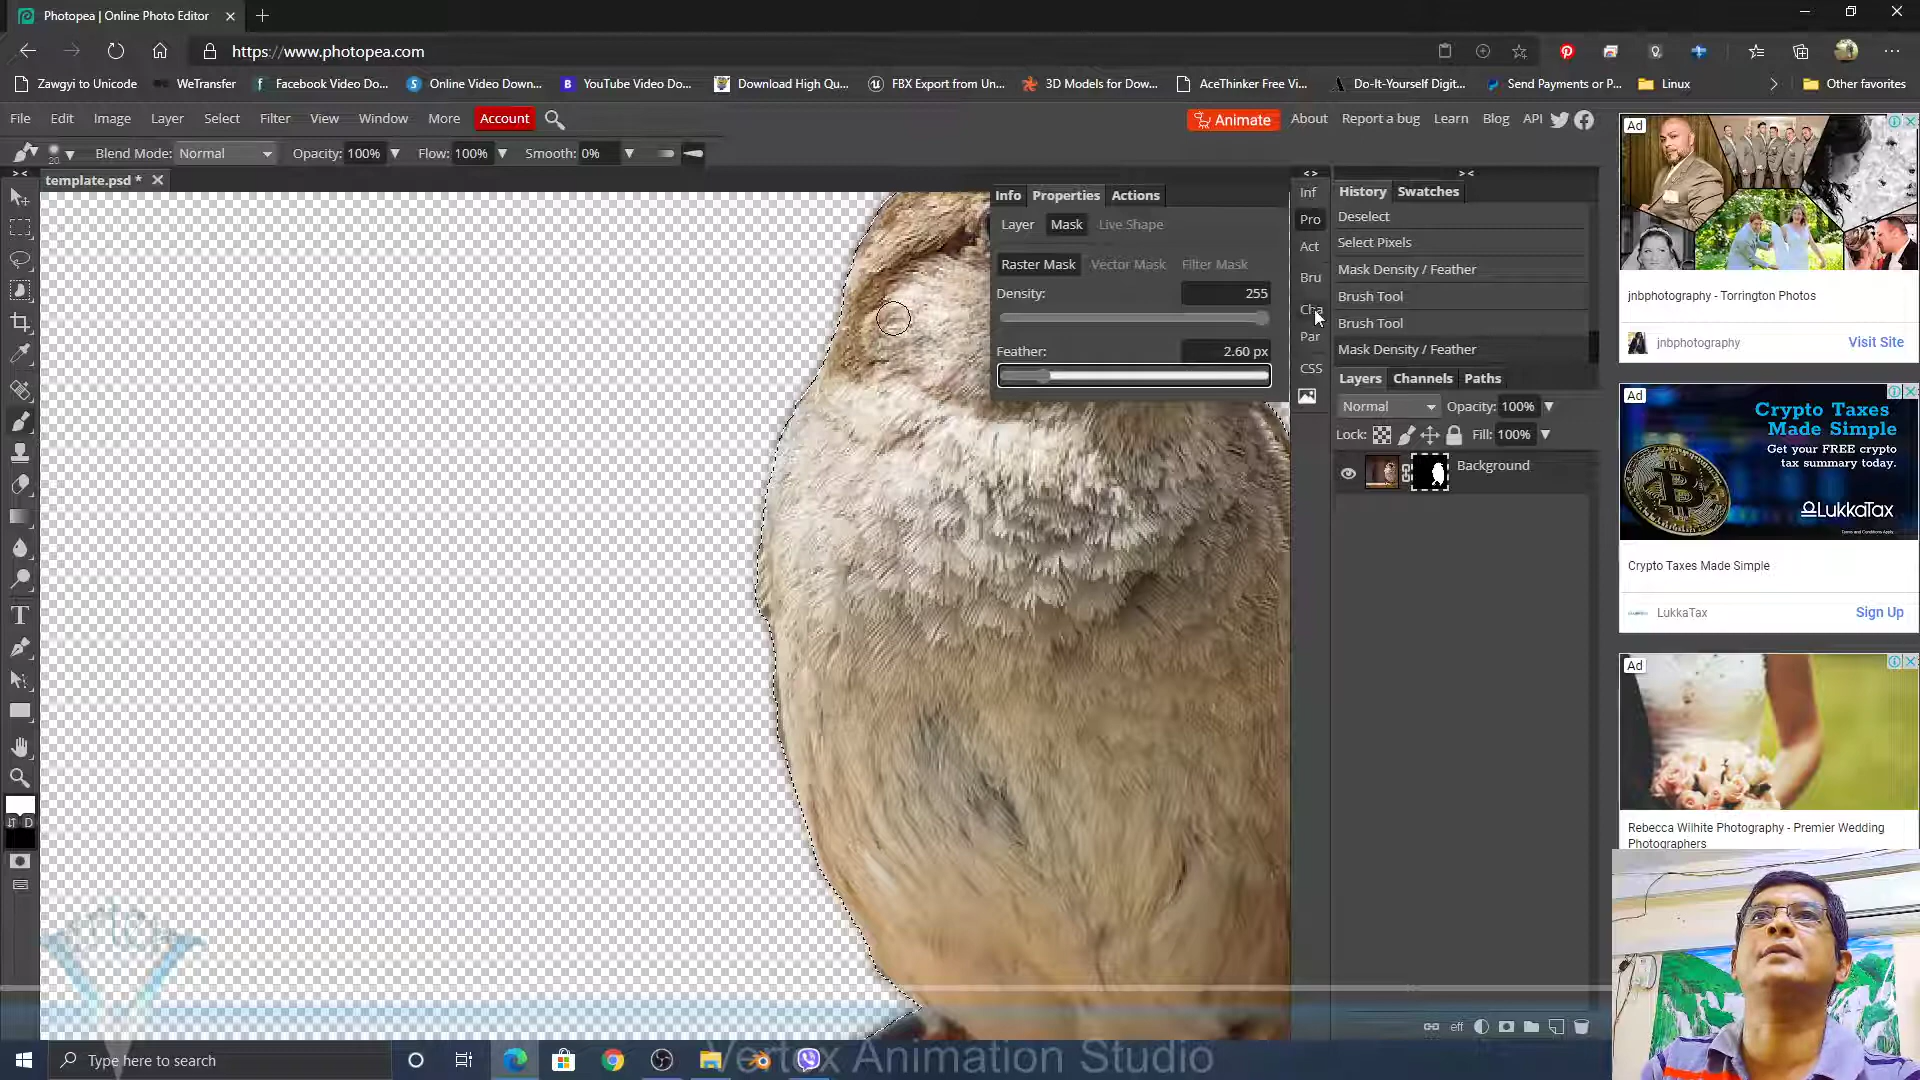 Photopea | Online Photo Editor
https://www.photopea.com
Zawgyi to Unicode
WeTransfer
Facebook Video Do...
Online Video Down...
YouTube Video Do...
Download High Qu...
FBX Export from Un...
3D Models for Dow...
AceThinker Free Vi...
Do-It-Yourself Digit...
Send Payments or P...
Linux
Other favorites
File Edit Image Layer Select Filter View Window More Account
Animate About Report a bug Learn Blog API
20 Blend Mode: Normal Opacity: 100% Flow: 100% Smooth: 0%
template.psd *
Info Properties Actions
Layer Mask Live Shape
Raster Mask Vector Mask Filter Mask
Density: 255
Feather: 2.60 px
Inf
Pro
Act
Bru
Cha
Par
CSS
History Swatches
Deselect
Select Pixels
Mask Density / Feather
Brush Tool
Brush Tool
Mask Density / Feather
Layers Channels Paths
Normal Opacity: 100%
Lock: Fill: 100%
Background
eff
D
Ad
jnbphotography - Torrington Photos
jnbphotography Visit Site
Ad
Crypto Taxes
Made Simple
Get your FREE crypto
tax summary today.
LukkaTax
Crypto Taxes Made Simple
LukkaTax Sign Up
Ad
Rebecca Wilhite Photography - Premier Wedding
Photographers
Type here to search
Vertex Animation Studio